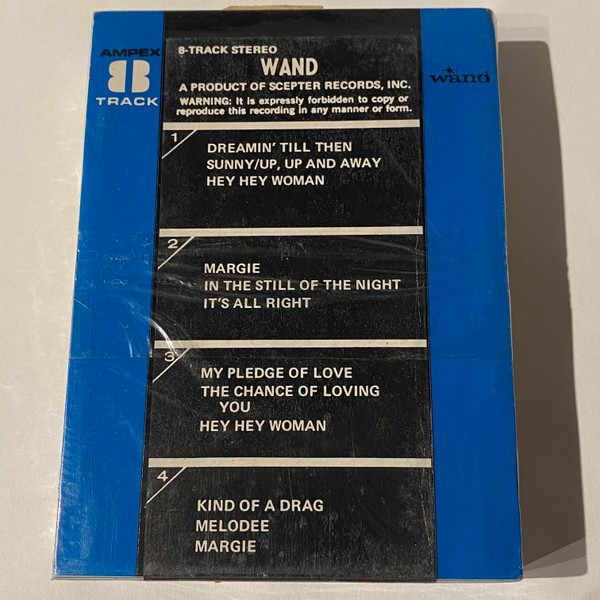 AMPEX
8
TRACK
8-TRACK STEREO
WAND
A PRODUCT OF SCEPTER RECORDS, INC.
WARNING: It is expressly forbidden to copy or
reproduce this recording in any manner or form.
wand
1
DREAMIN' TILL THEN
SUNNY/UP, UP AND AWAY
HEY HEY WOMAN
2
MARGIE
IN THE STILL OF THE NIGHT
IT'S ALL RIGHT
3
MY PLEDGE OF LOVE
THE CHANCE OF LOVING
YOU
HEY HEY WOMAN
4
KIND OF A DRAG
MELODEE
MARGIE